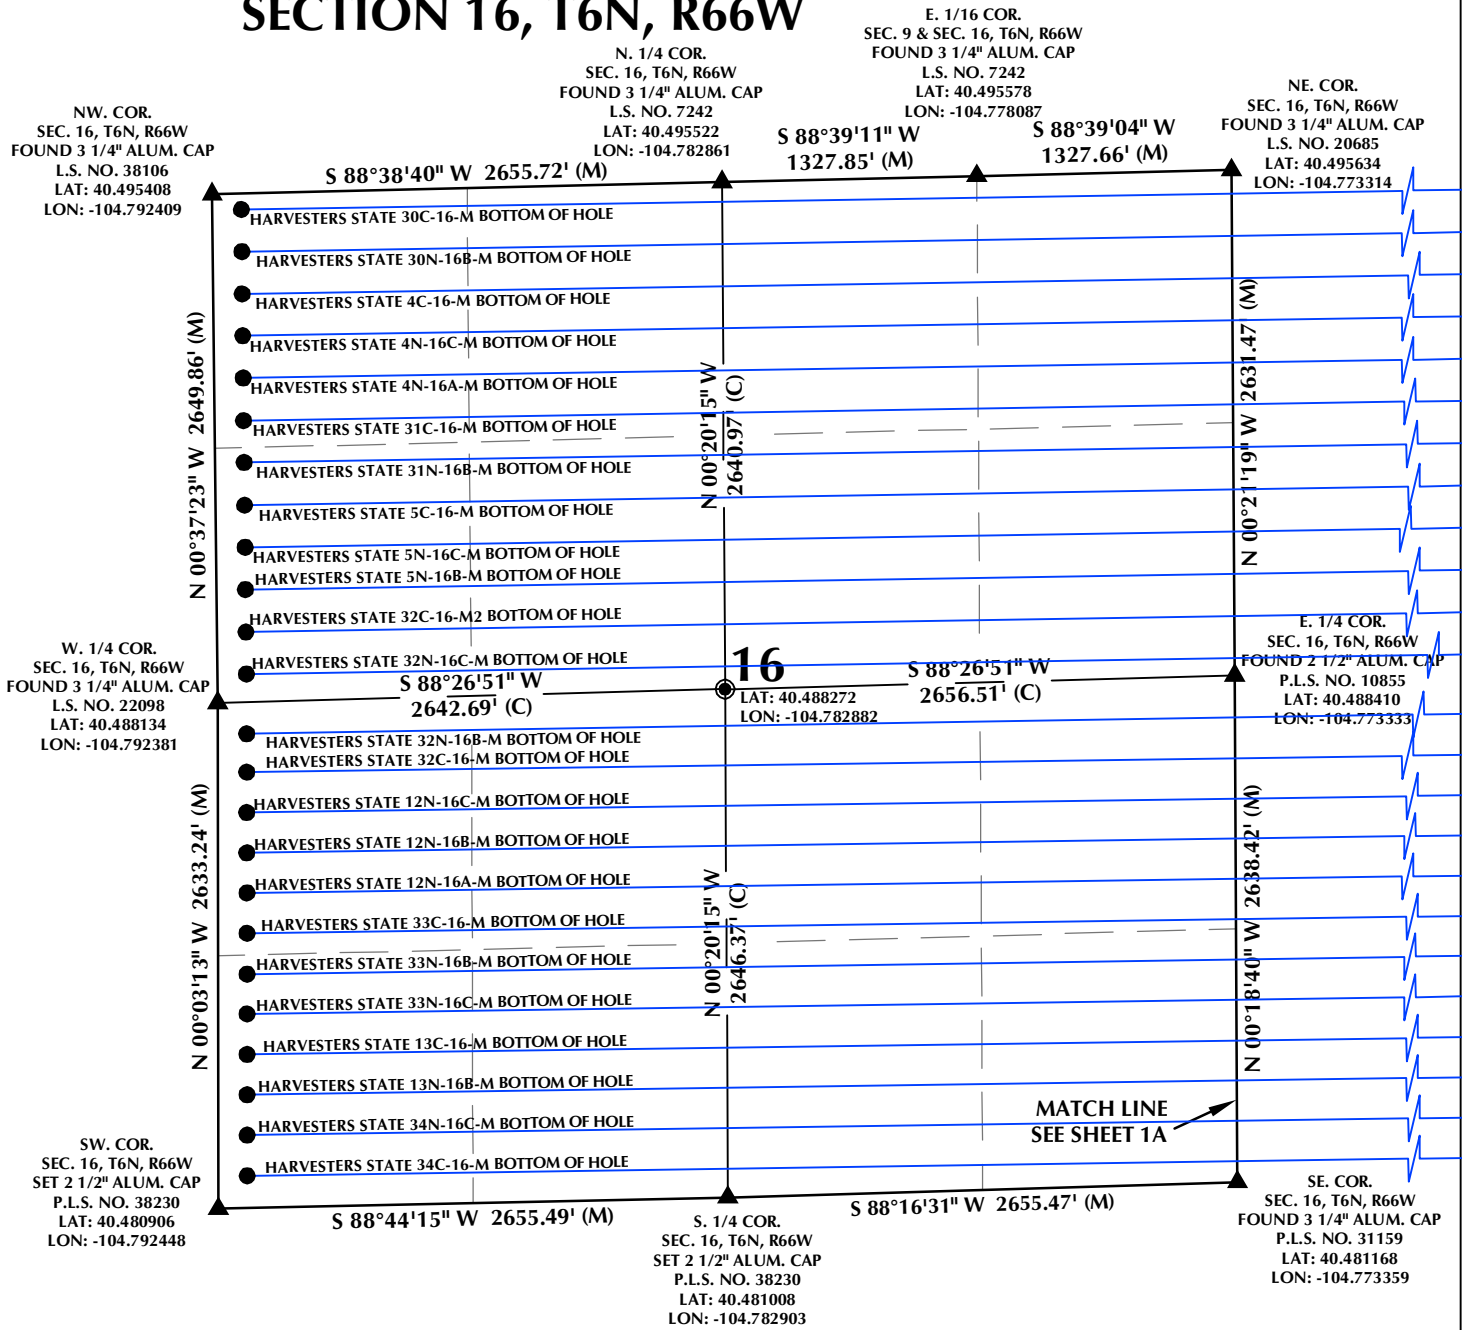 SECTION 16, T6N, R66W
E. 1/16 COR.
SEC. 9 & SEC. 16, T6N, R66W
FOUND 3 1/4" ALUM. CAP
L.S. NO. 7242
LAT: 40.495578
LON: -104.778087
N. 1/4 COR.
SEC. 16, T6N, R66W
FOUND 3 1/4" ALUM. CAP
L.S. NO. 7242
LAT: 40.495522
LON: -104.782861
NE. COR.
SEC. 16, T6N, R66W
FOUND 3 1/4" ALUM. CAP
L.S. NO. 20685
LAT: 40.495634
LON: -104.773314
NW. COR.
SEC. 16, T6N, R66W
FOUND 3 1/4" ALUM. CAP
L.S. NO. 38106
LAT: 40.495408
LON: -104.792409
S 88°38'40" W 2655.72' (M)
S 88°39'11" W
1327.85' (M)
S 88°39'04" W
1327.66' (M)
HARVESTERS STATE 30C-16-M BOTTOM OF HOLE
HARVESTERS STATE 30N-16B-M BOTTOM OF HOLE
HARVESTERS STATE 4C-16-M BOTTOM OF HOLE
HARVESTERS STATE 4N-16C-M BOTTOM OF HOLE
HARVESTERS STATE 4N-16A-M BOTTOM OF HOLE
HARVESTERS STATE 31C-16-M BOTTOM OF HOLE
HARVESTERS STATE 31N-16B-M BOTTOM OF HOLE
HARVESTERS STATE 5C-16-M BOTTOM OF HOLE
HARVESTERS STATE 5N-16C-M BOTTOM OF HOLE
HARVESTERS STATE 5N-16B-M BOTTOM OF HOLE
HARVESTERS STATE 32C-16-M2 BOTTOM OF HOLE
HARVESTERS STATE 32N-16C-M BOTTOM OF HOLE
N 00°37'23" W 2649.86' (M)
N 00°20'15" W
2640.97' (C)
N 00°21'19" W 2631.47' (M)
W. 1/4 COR.
SEC. 16, T6N, R66W
FOUND 3 1/4" ALUM. CAP
L.S. NO. 22098
LAT: 40.488134
LON: -104.792381
S 88°26'51" W
2642.69' (C)
16
LAT: 40.488272
LON: -104.782882
S 88°26'51" W
2656.51' (C)
E. 1/4 COR.
SEC. 16, T6N, R66W
FOUND 2 1/2" ALUM. CAP
P.L.S. NO. 10855
LAT: 40.488410
LON: -104.773333
HARVESTERS STATE 32N-16B-M BOTTOM OF HOLE
HARVESTERS STATE 32C-16-M BOTTOM OF HOLE
HARVESTERS STATE 12N-16C-M BOTTOM OF HOLE
HARVESTERS STATE 12N-16B-M BOTTOM OF HOLE
HARVESTERS STATE 12N-16A-M BOTTOM OF HOLE
HARVESTERS STATE 33C-16-M BOTTOM OF HOLE
HARVESTERS STATE 33N-16B-M BOTTOM OF HOLE
HARVESTERS STATE 33N-16C-M BOTTOM OF HOLE
HARVESTERS STATE 13C-16-M BOTTOM OF HOLE
HARVESTERS STATE 13N-16B-M BOTTOM OF HOLE
HARVESTERS STATE 34N-16C-M BOTTOM OF HOLE
HARVESTERS STATE 34C-16-M BOTTOM OF HOLE
N 00°03'13" W 2633.24' (M)
N 00°20'15" W
2646.37' (C)
N 00°18'40" W 2638.42' (M)
MATCH LINE
SEE SHEET 1A
SW. COR.
SEC. 16, T6N, R66W
SET 2 1/2" ALUM. CAP
P.L.S. NO. 38230
LAT: 40.480906
LON: -104.792448
S 88°44'15" W 2655.49' (M)
S 88°16'31" W 2655.47' (M)
S. 1/4 COR.
SEC. 16, T6N, R66W
SET 2 1/2" ALUM. CAP
P.L.S. NO. 38230
LAT: 40.481008
LON: -104.782903
SE. COR.
SEC. 16, T6N, R66W
FOUND 3 1/4" ALUM. CAP
P.L.S. NO. 31159
LAT: 40.481168
LON: -104.773359